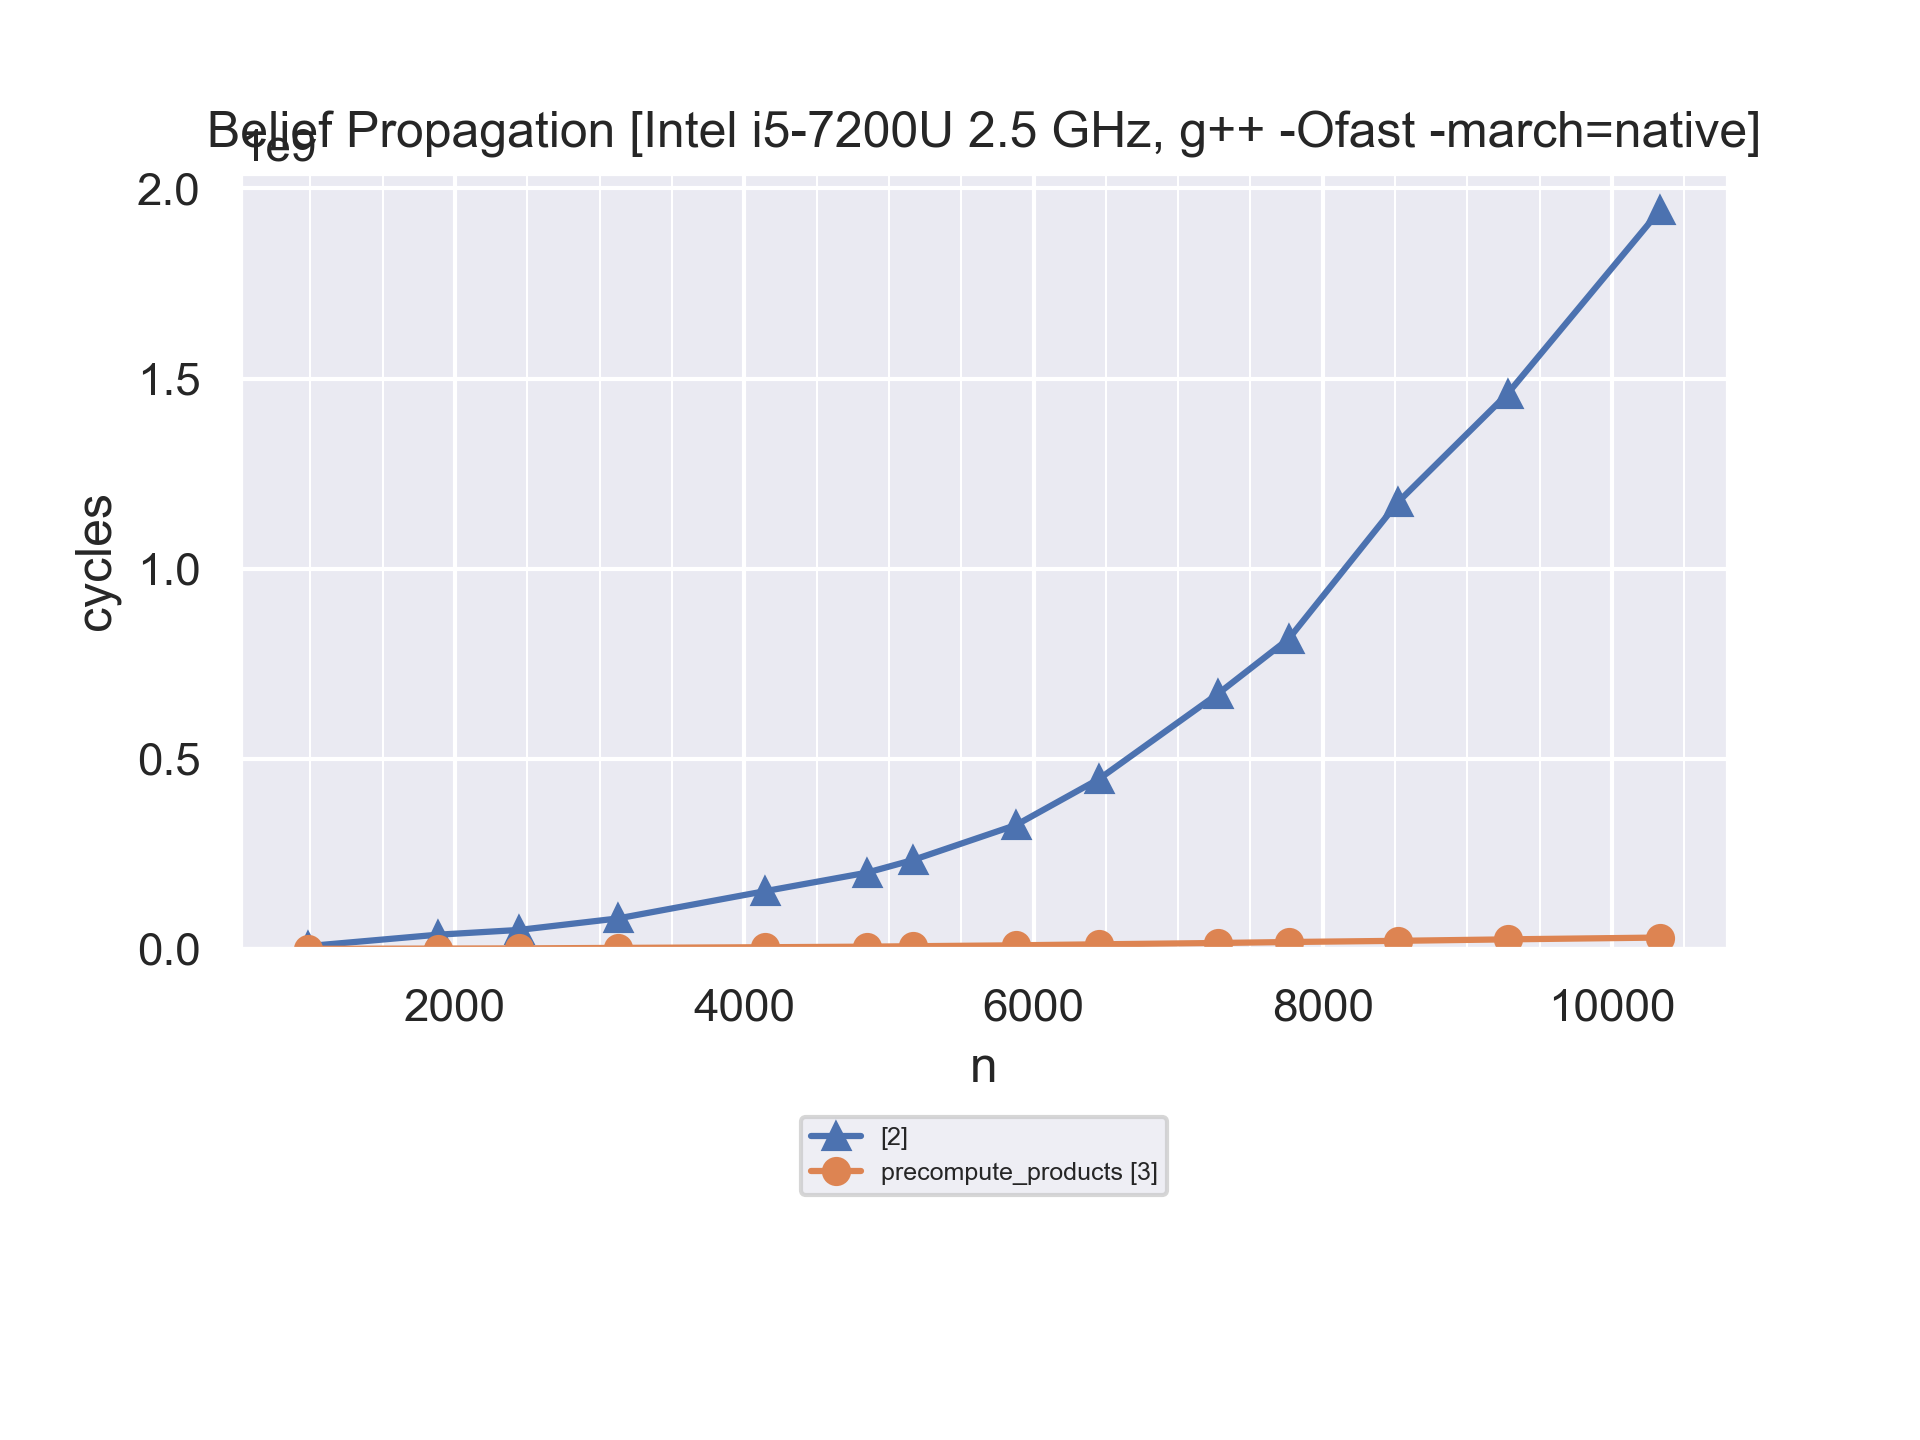 Belief Propagation [Intel i5-7200U 2.5 GHz, g++ -Ofast -march=native]
1e9
2.0
1.5
1.0
0.5
0.0
cycles
2000 4000 6000 8000 10000
n
[2]
precompute_products [3]